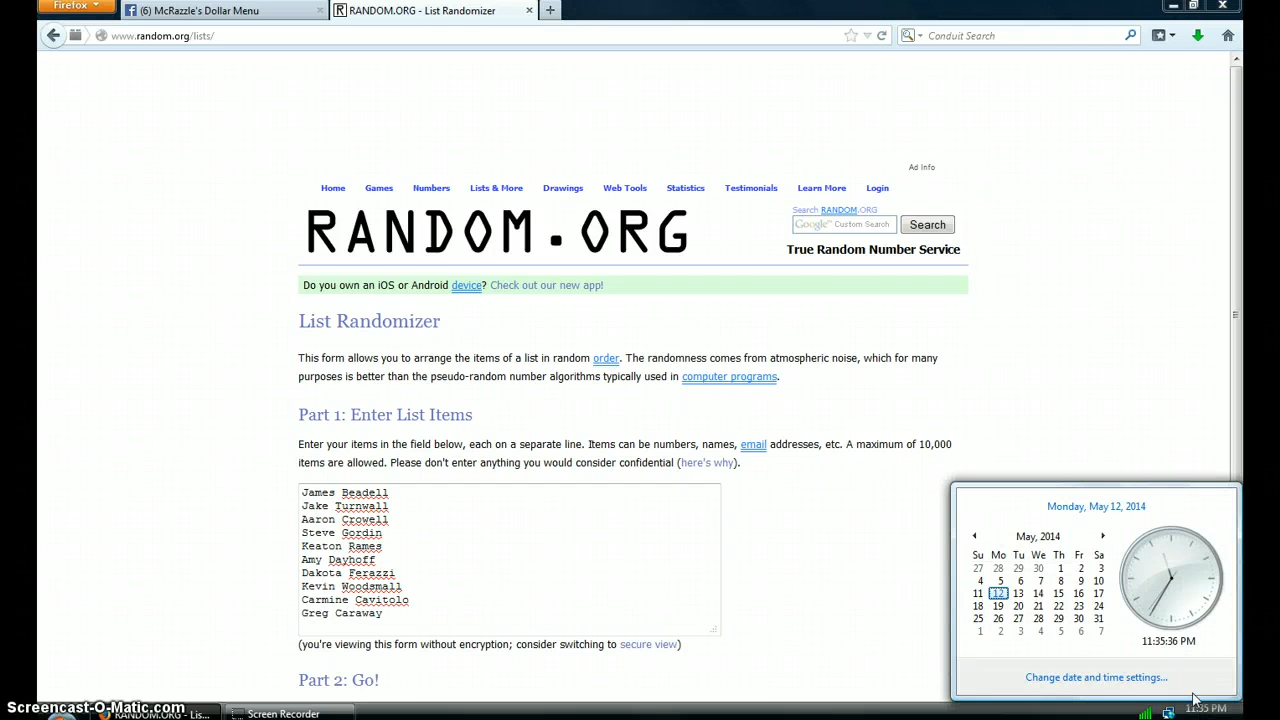 Firefox
(6) McRazzle's Dollar Menu
RANDOM.ORG - List Randomizer
www.random.org/lists/
Conduit Search
Ad Info
Home Games Numbers Lists & More Drawings Web Tools Statistics Testimonials Learn More Login
RANDOM.ORG
Search RANDOM.ORG
Google™ Custom Search
Search
True Random Number Service
Do you own an iOS or Android device? Check out our new app!
List Randomizer
This form allows you to arrange the items of a list in random order. The randomness comes from atmospheric noise, which for many
purposes is better than the pseudo-random number algorithms typically used in computer programs.
Part 1: Enter List Items
Enter your items in the field below, each on a separate line. Items can be numbers, names, email addresses, etc. A maximum of 10,000
items are allowed. Please don't enter anything you would consider confidential (here's why).
James Beadell
Jake Turnwall
Aaron Crowell
Steve Gordin
Keaton Rames
Amy Dayhoff
Dakota Ferazzi
Kevin Woodsmall
Carmine Cavitolo
Greg Caraway
(you're viewing this form without encryption; consider switching to secure view)
Part 2: Go!
Monday, May 12, 2014
May, 2014
Su Mo Tu We Th Fr Sa
27 28 29 30 1 2 3
4 5 6 7 8 9 10
11 12 13 14 15 16 17
18 19 20 21 22 23 24
25 26 27 28 29 30 31
1 2 3 4 5 6 7
11:35:36 PM
Change date and time settings...
Screencast-O-Matic.com
RANDOM.ORG - Lis...
Screen Recorder
11:35 PM